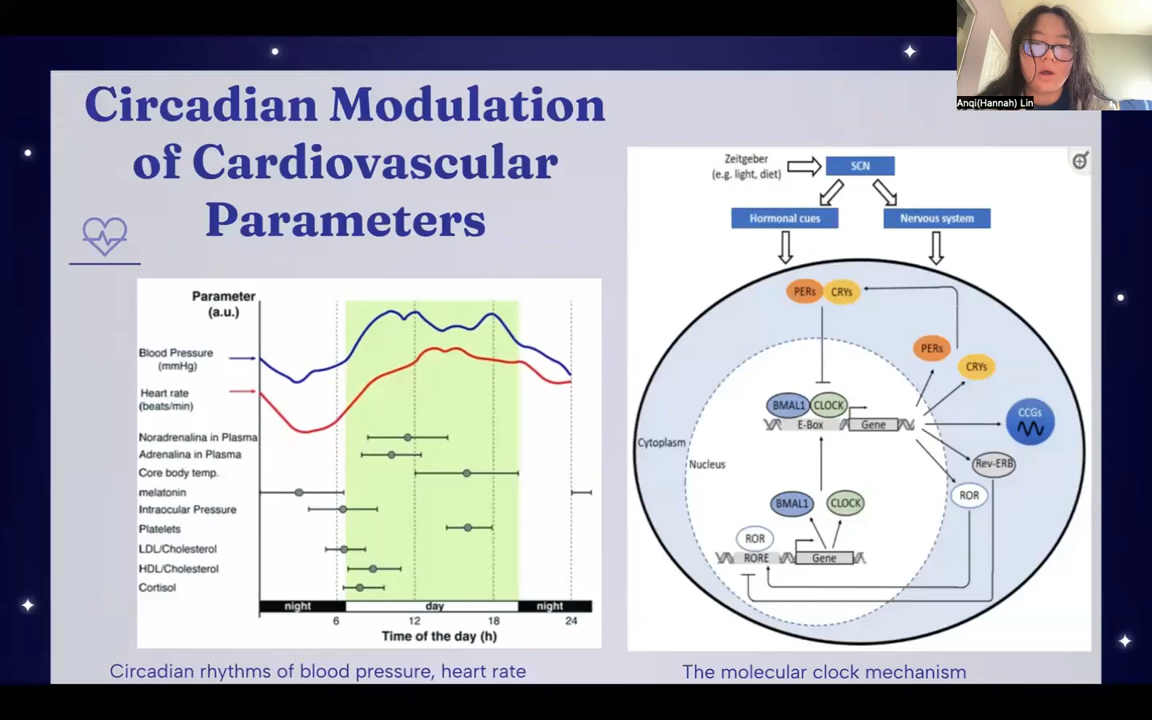 Anqi(Hannah) Lin
Circadian Modulation
of Cardiovascular
Parameters
Parameter
(a.u.)
Blood Pressure
(mmHg)
Heart rate
(beats/min)
Noradrenalina in Plasma
Adrenalina in Plasma
Core body temp.
melatonin
Intraocular Pressure
Platelets
LDL/Cholesterol
HDL/Cholesterol
Cortisol
night
day
night
6
12
18
24
Time of the day (h)
Circadian rhythms of blood pressure, heart rate
Zeitgeber
(e.g. light, diet)
SCN
Hormonal cues
Nervous system
PERs
CRYs
PERs
CRYs
BMAL1
CLOCK
E-Box
Gene
CCGs
Cytoplasm
Nucleus
Rev-ERB
ROR
BMAL1
CLOCK
ROR
RORE
Gene
The molecular clock mechanism